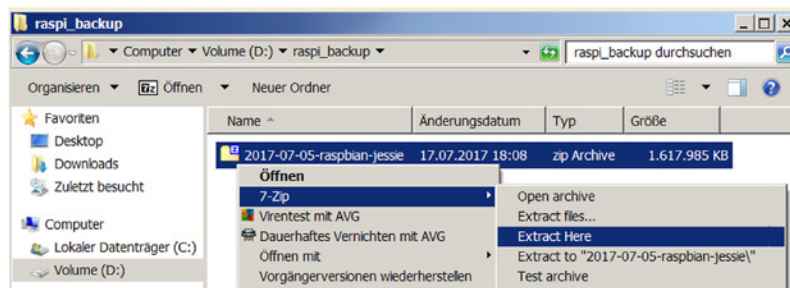 raspi_backup
Computer Volume (D:) raspi_backup raspi_backup durchsuchen
Organisieren Öffnen Neuer Ordner
Favoriten
Desktop
Downloads
Zuletzt besucht
Computer
Lokaler Datenträger (C:)
Volume (D:)
Name Änderungsdatum Typ Größe
2017-07-05-raspbian-jessie 17.07.2017 18:08 zip Archive 1.617.985 KB
Öffnen
7-Zip
Virentest mit AVG
Dauerhaftes Vernichten mit AVG
Öffnen mit
Vorgängerversionen wiederherstellen
Open archive
Extract files...
Extract Here
Extract to "2017-07-05-raspbian-jessie\"
Test archive